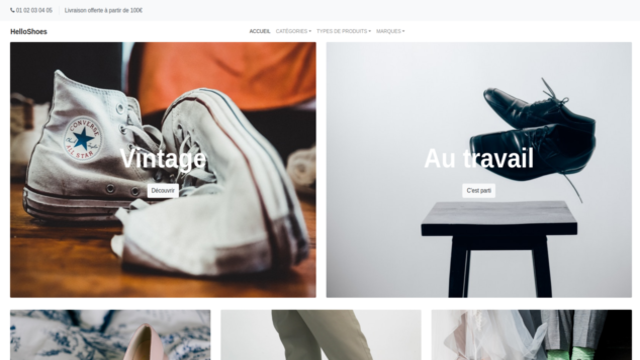 01 02 03 04 05 Livraison offerte à partir de 100€
HelloShoes ACCUEIL CATÉGORIES TYPES DE PRODUITS MARQUES
CONVERSE
ALL STAR
Vintage
Découvrir
Au travail
C'est parti